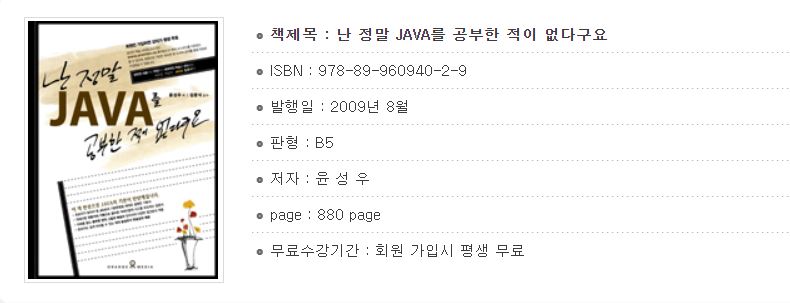 난 정말
JAVA를
공부한 적이 없다구요
책제목 : 난 정말 JAVA를 공부한 적이 없다구요
ISBN : 978-89-960940-2-9
발행일 : 2009년 8월
판형 : B5
저자 : 윤 성 우
page : 880 page
무료수강기간 : 회원 가입시 평생 무료